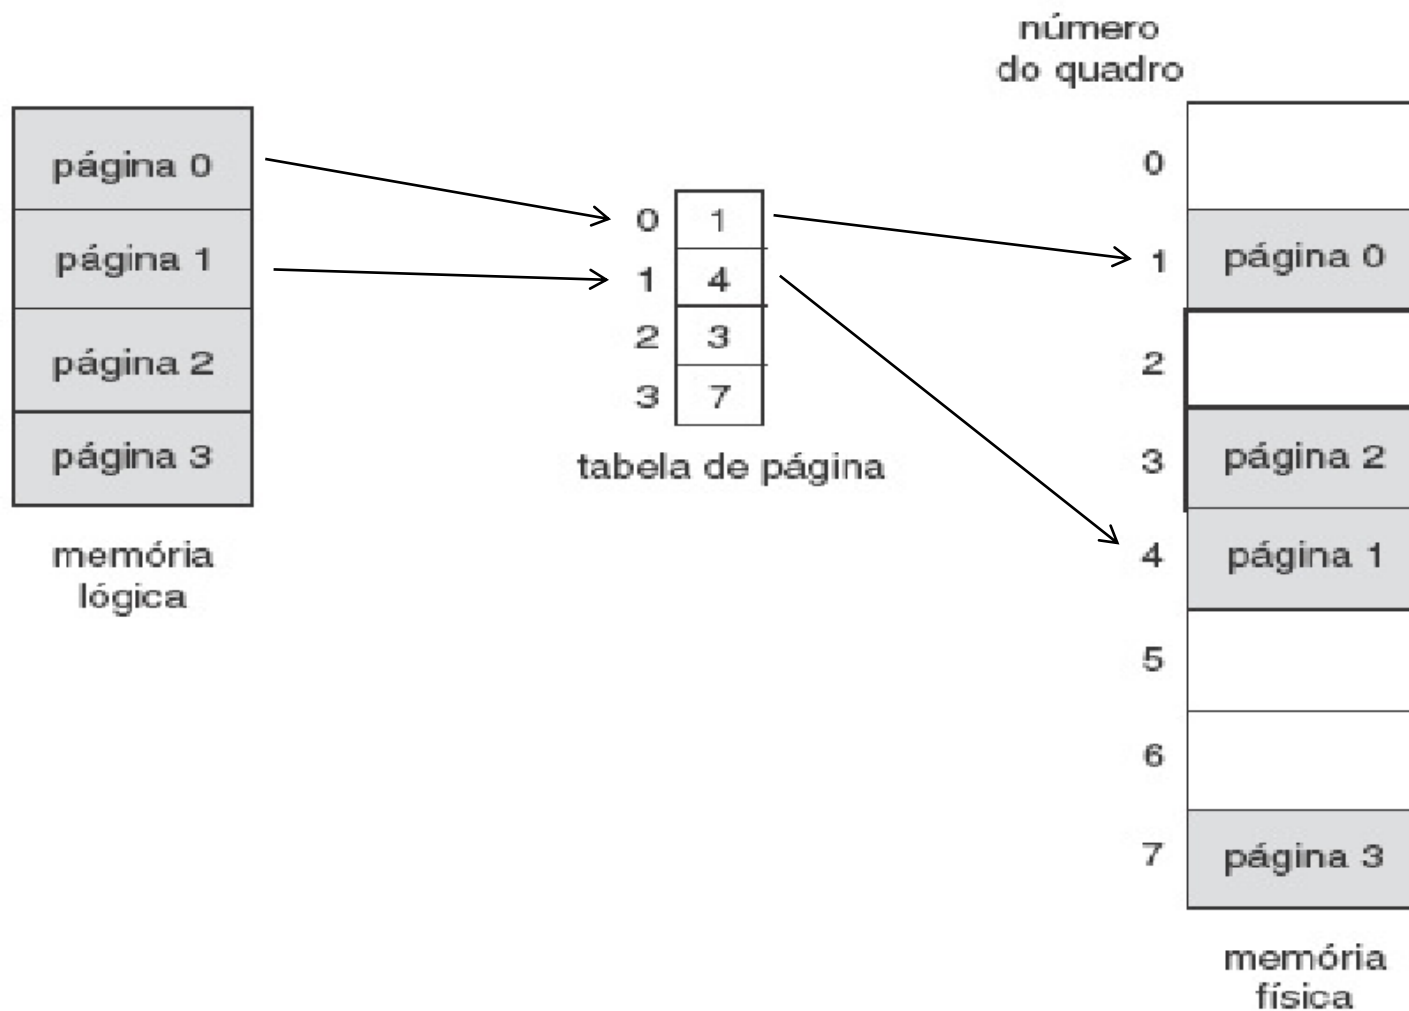 página 0
página 1
página 2
página 3
memória
lógica
0 1
1 4
2 3
3 7
tabela de página
número
do quadro
0
1 página 0
2
3 página 2
4 página 1
5
6
7 página 3
memória
física